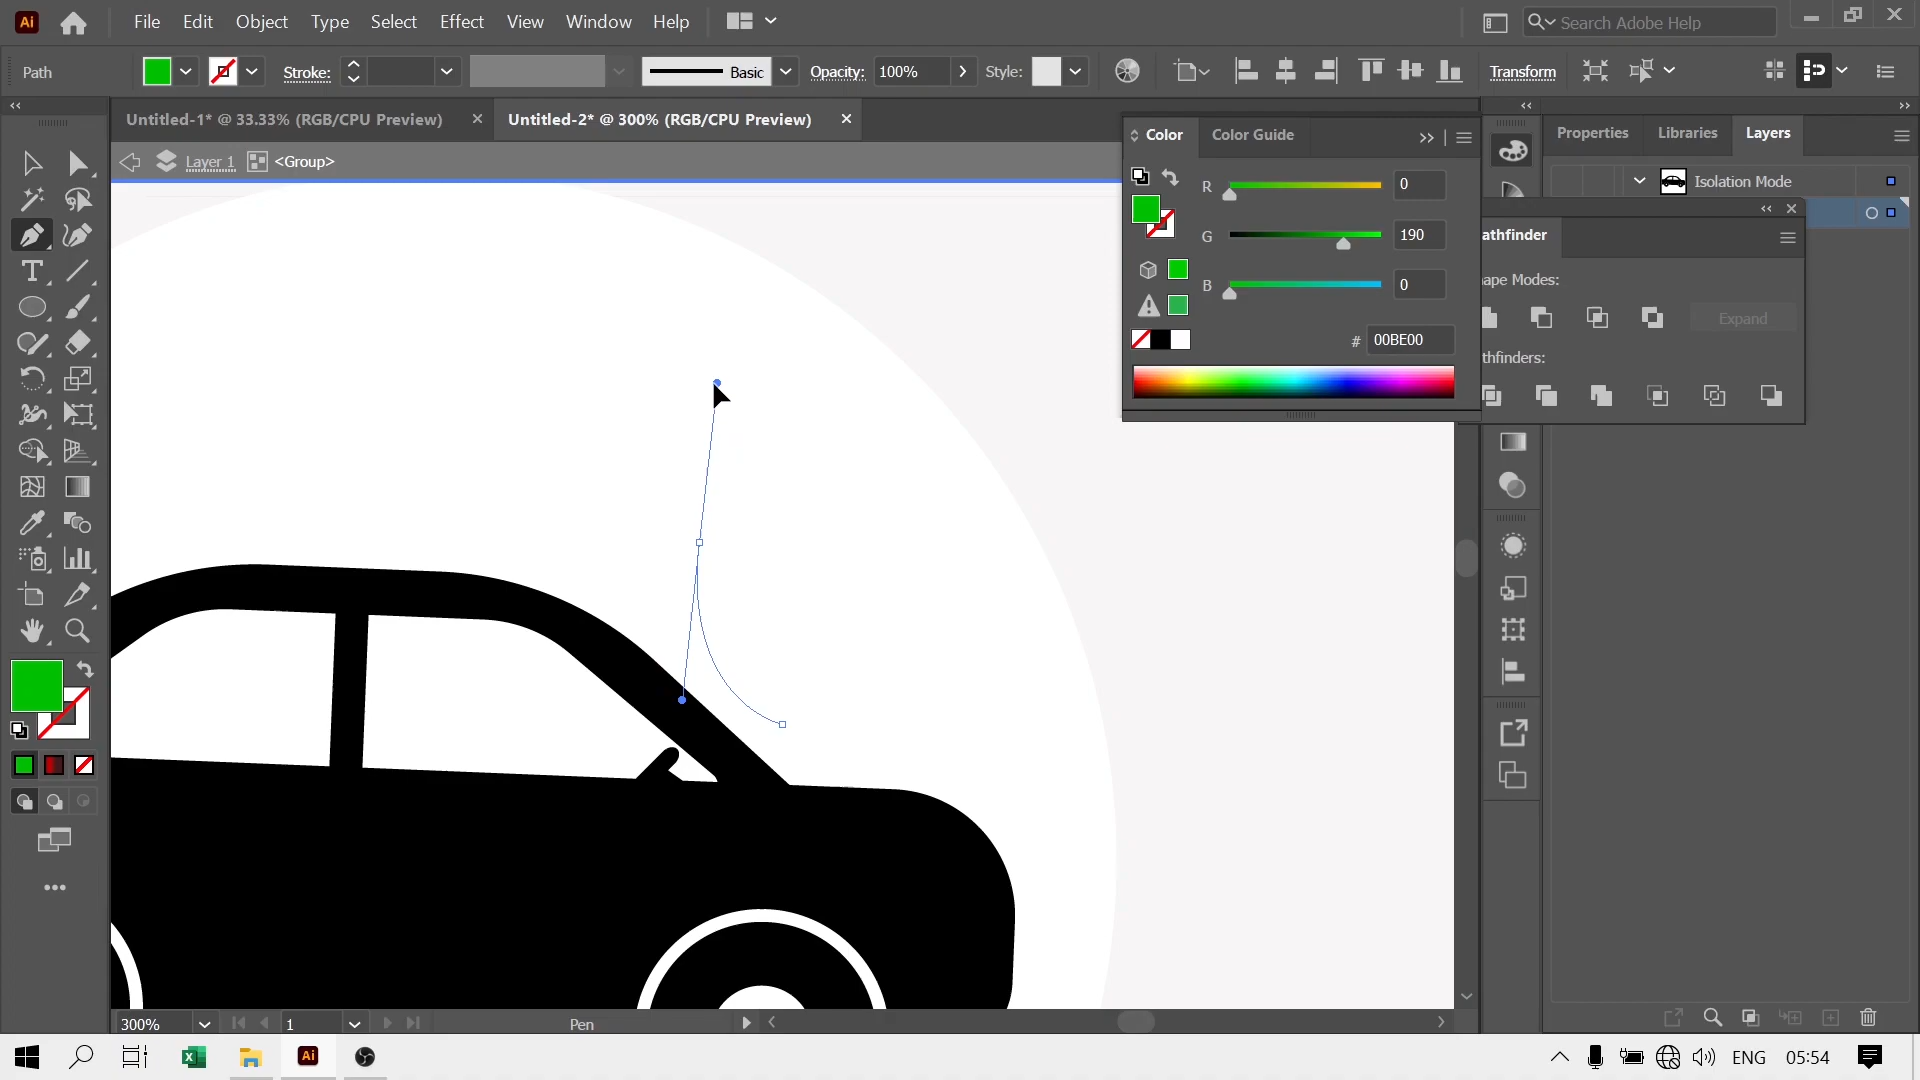 Ai
File Edit Object Type Select Effect View Window Help
Search Adobe Help
Path Stroke: Basic Opacity: 100% Style: Transform
Untitled-1* @ 33.33% (RGB/CPU Preview) Untitled-2* @ 300% (RGB/CPU Preview)
Layer 1 <Group>
Color Color Guide
R 0
G 190
B 0
# 00BE00
Properties Libraries Layers
Isolation Mode
athfinder
ape Modes:
Expand
thfinders:
300% 1 Pen
Ai ENG 05:54